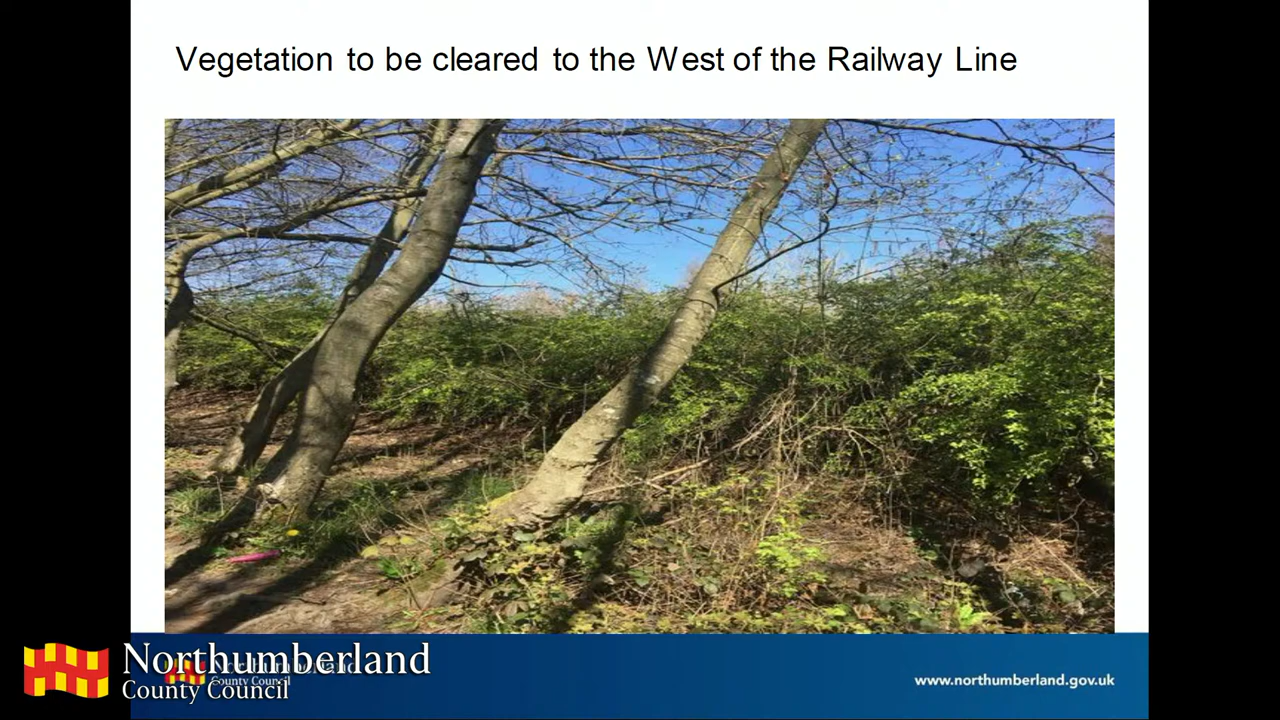 Vegetation to be cleared to the West of the Railway Line
Northumberland
County Council
www.northumberland.gov.uk